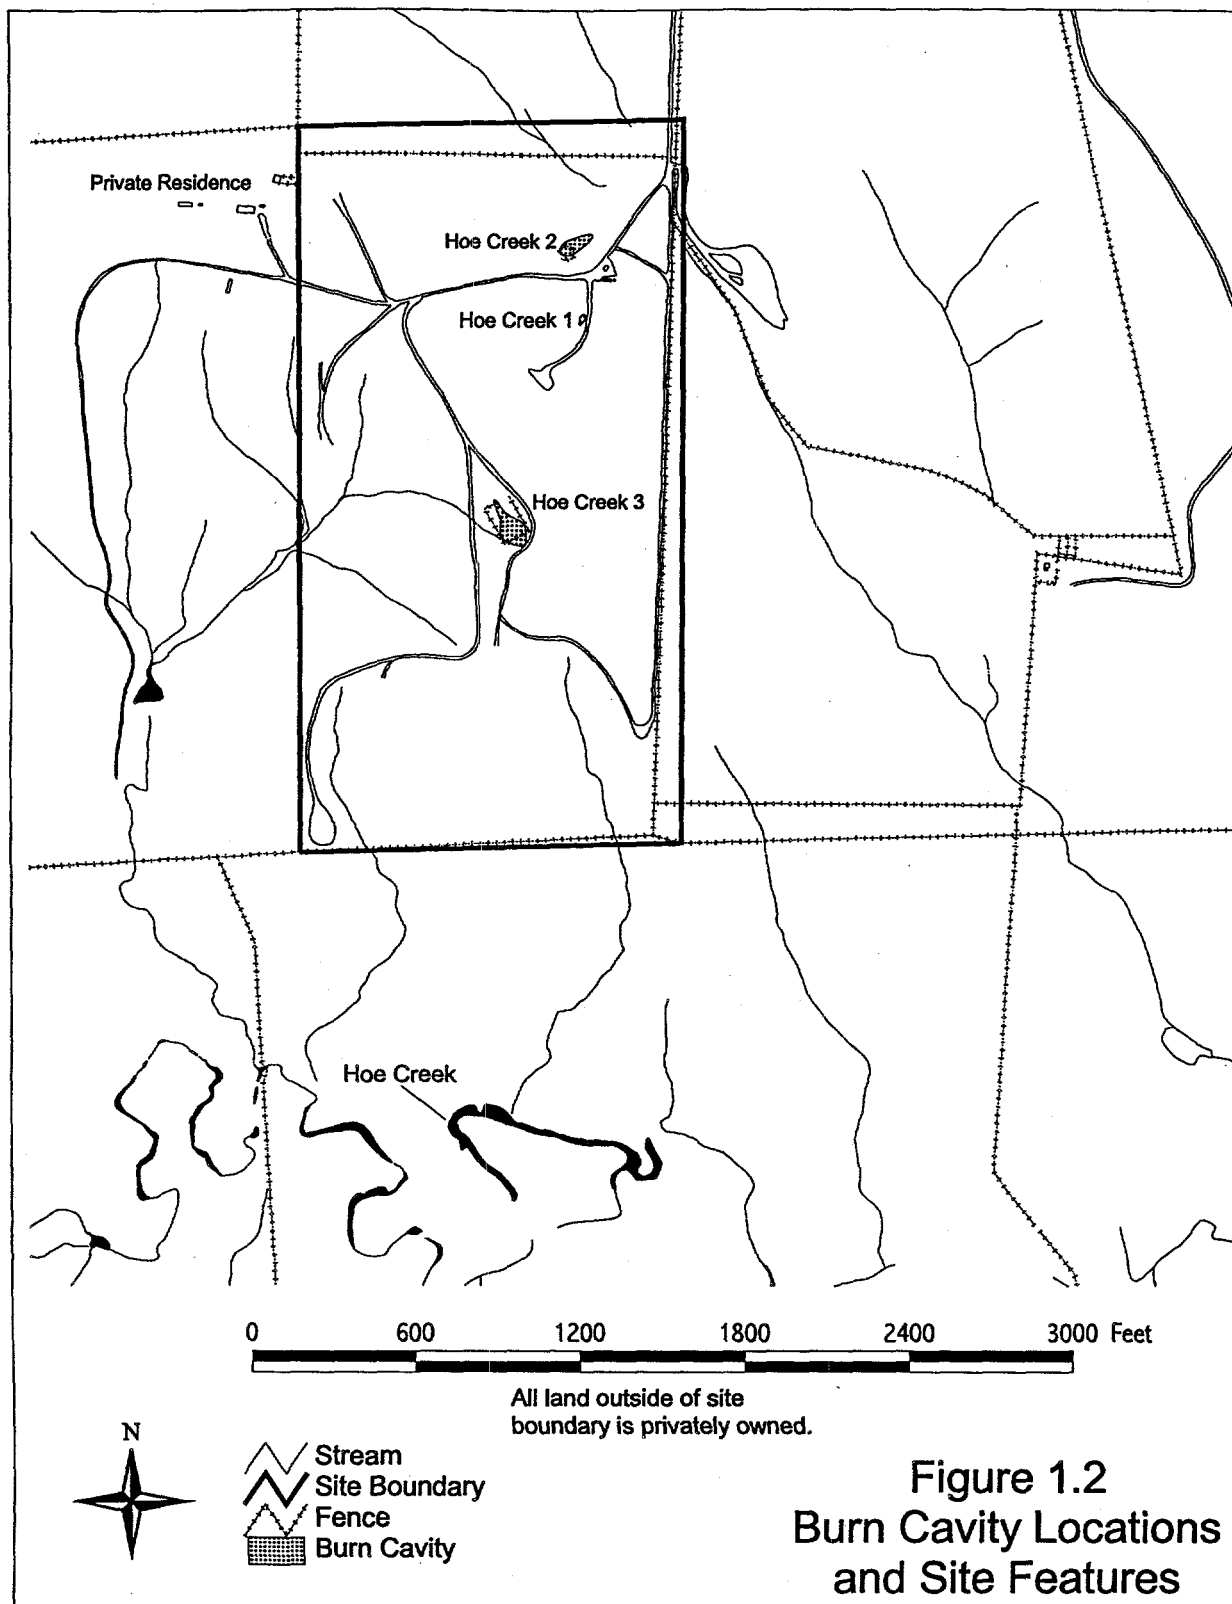 Private Residence
Hoe Creek 2
Hoe Creek 1
Hoe Creek 3
Hoe Creek
0 600 1200 1800 2400 3000 Feet
All land outside of site
boundary is privately owned.
N
Stream
Site Boundary
Fence
Burn Cavity
Figure 1.2
Burn Cavity Locations
and Site Features